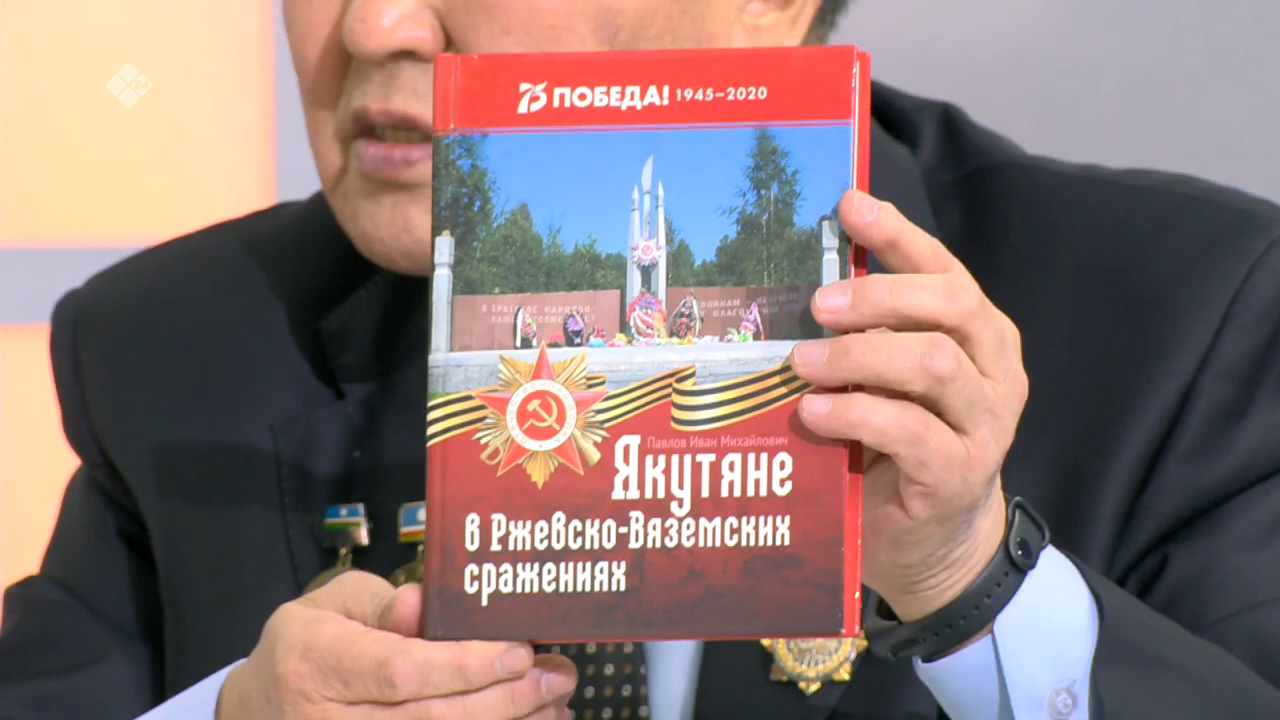 75 ПОБЕДА! 1945–2020
Павлов Иван Михайлович
Якутяне
в Ржевско-Вяземских
сражениях